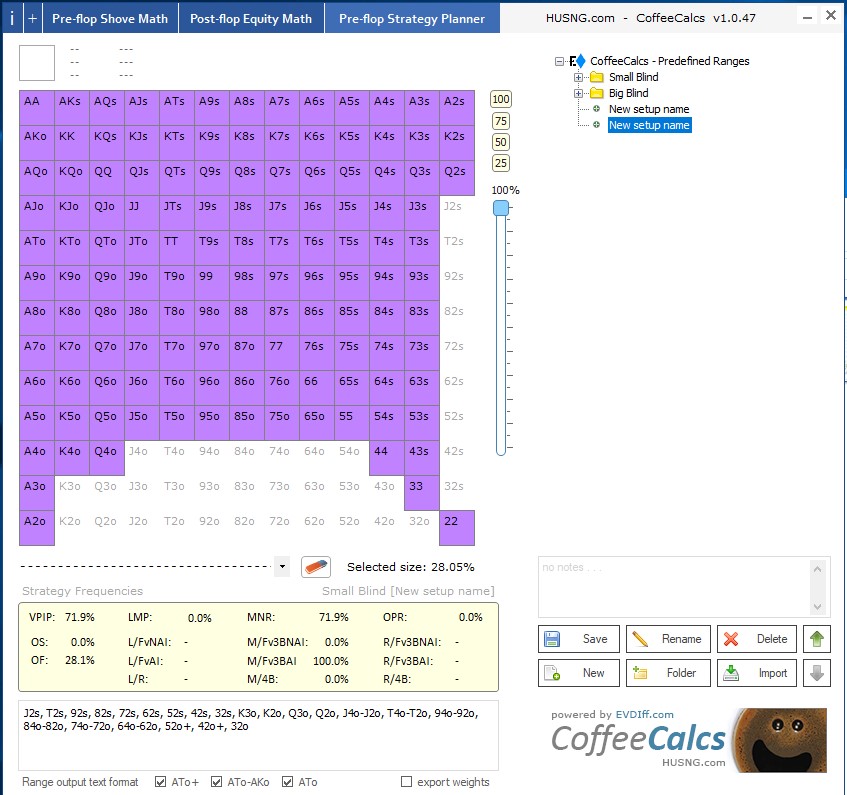 i + Pre-flop Shove Math Post-flop Equity Math Pre-flop Strategy Planner HUSNG.com - CoffeeCalcs v1.0.47
-- ---
-- ---
-- ---
CoffeeCalcs - Predefined Ranges
Small Blind
Big Blind
New setup name
New setup name
AA AKs AQs AJs ATs A9s A8s A7s A6s A5s A4s A3s A2s
AKo KK KQs KJs KTs K9s K8s K7s K6s K5s K4s K3s K2s
AQo KQo QQ QJs QTs Q9s Q8s Q7s Q6s Q5s Q4s Q3s Q2s
AJo KJo QJo JJ JTs J9s J8s J7s J6s J5s J4s J3s J2s
ATo KTo QTo JTo TT T9s T8s T7s T6s T5s T4s T3s T2s
A9o K9o Q9o J9o T9o 99 98s 97s 96s 95s 94s 93s 92s
A8o K8o Q8o J8o T8o 98o 88 87s 86s 85s 84s 83s 82s
A7o K7o Q7o J7o T7o 97o 87o 77 76s 75s 74s 73s 72s
A6o K6o Q6o J6o T6o 96o 86o 76o 66 65s 64s 63s 62s
A5o K5o Q5o J5o T5o 95o 85o 75o 65o 55 54s 53s 52s
A4o K4o Q4o J4o T4o 94o 84o 74o 64o 54o 44 43s 42s
A3o K3o Q3o J3o T3o 93o 83o 73o 63o 53o 43o 33 32s
A2o K2o Q2o J2o T2o 92o 82o 72o 62o 52o 42o 32o 22
100
75
50
25
100%
Selected size: 28.05%
no notes . . .
Strategy Frequencies Small Blind [New setup name]
VPIP: 71.9% LMP: 0.0% MNR: 71.9% OPR: 0.0%
OS: 0.0% L/FvNAI: - M/Fv3BNAI: 0.0% R/Fv3BNAI: -
OF: 28.1% L/FvAI: - M/Fv3BAI 100.0% R/Fv3BAI: -
L/R: - M/4B: 0.0% R/4B: -
Save Rename Delete
New Folder Import
J2s, T2s, 92s, 82s, 72s, 62s, 52s, 42s, 32s, K3o, K2o, Q3o, Q2o, J4o-J2o, T4o-T2o, 94o-92o,
84o-82o, 74o-72o, 64o-62o, 52o+, 42o+, 32o
powered by EVDIff.com
CoffeeCalcs
HUSNG.com
Range output text format ATo+ ATo-AKo ATo export weights